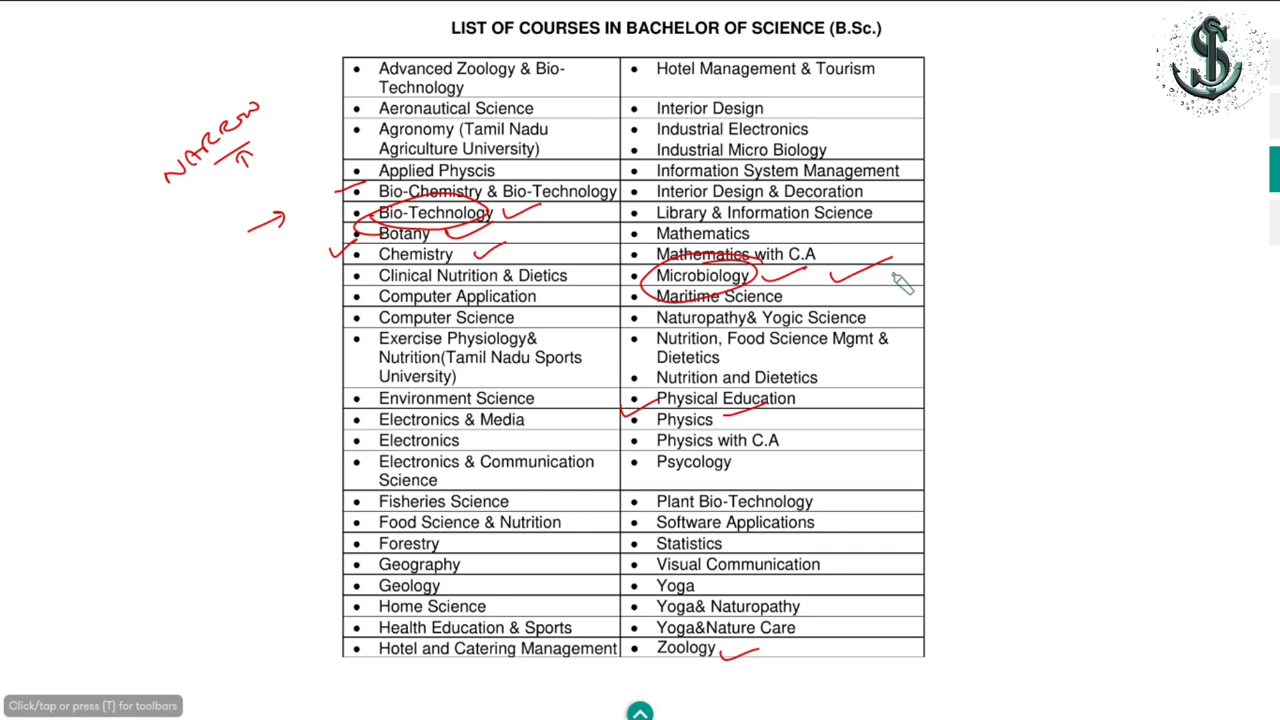 LIST OF COURSES IN BACHELOR OF SCIENCE (B.Sc.)
NARROW
Advanced Zoology & Bio-
Technology
Aeronautical Science
Agronomy (Tamil Nadu
Agriculture University)
Applied Physcis
Bio-Chemistry & Bio-Technology
Bio-Technology
Botany
Chemistry
Clinical Nutrition & Dietics
Computer Application
Computer Science
Exercise Physiology&
Nutrition(Tamil Nadu Sports
University)
Environment Science
Electronics & Media
Electronics
Electronics & Communication
Science
Fisheries Science
Food Science & Nutrition
Forestry
Geography
Geology
Home Science
Health Education & Sports
Hotel and Catering Management
Hotel Management & Tourism
Interior Design
Industrial Electronics
Industrial Micro Biology
Information System Management
Interior Design & Decoration
Library & Information Science
Mathematics
Mathematics with C.A
Microbiology
Maritime Science
Naturopathy& Yogic Science
Nutrition, Food Science Mgmt &
Dietetics
Nutrition and Dietetics
Physical Education
Physics
Physics with C.A
Psycology
Plant Bio-Technology
Software Applications
Statistics
Visual Communication
Yoga
Yoga& Naturopathy
Yoga&Nature Care
Zoology
Click/tap or press (T) for toolbars